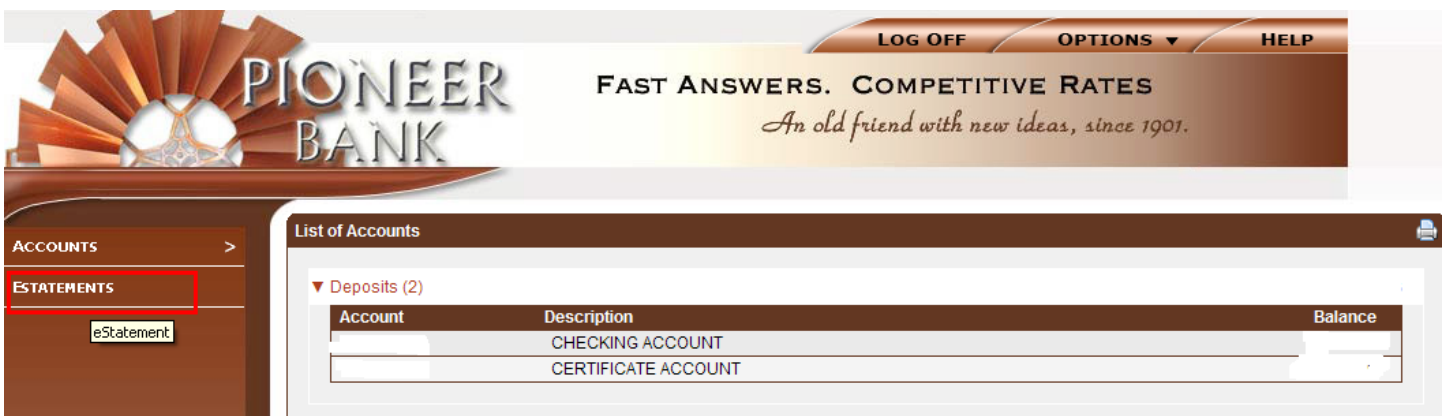 LOG OFF OPTIONS ▼ HELP
PIONEER
BANK
FAST ANSWERS. COMPETITIVE RATES
An old friend with new ideas, since 1901.
ACCOUNTS >
ESTATEMENTS
eStatement
List of Accounts
▼ Deposits (2)
Account Description Balance
CHECKING ACCOUNT
CERTIFICATE ACCOUNT